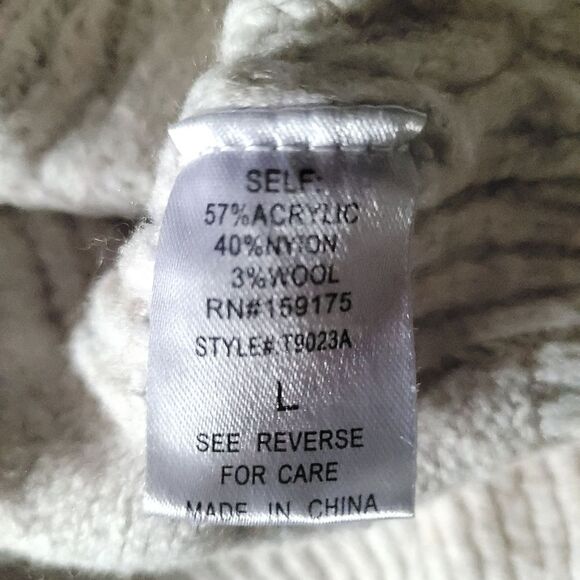 SELF:
57%ACRYLIC
40%NYLON
3%WOOL
RN#159175
STYLE#:T9023A
L
SEE REVERSE
FOR CARE
MADE IN CHINA